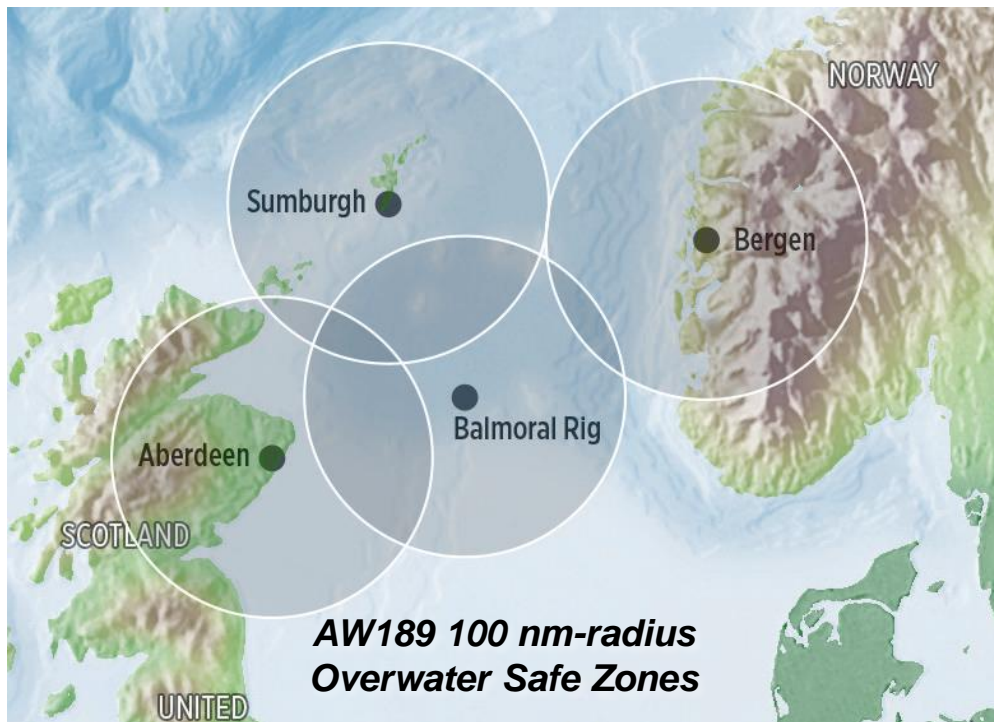 NORWAY
Sumburgh
Bergen
Balmoral Rig
Aberdeen
SCOTLAND
AW189 100 nm-radius
Overwater Safe Zones
UNITED